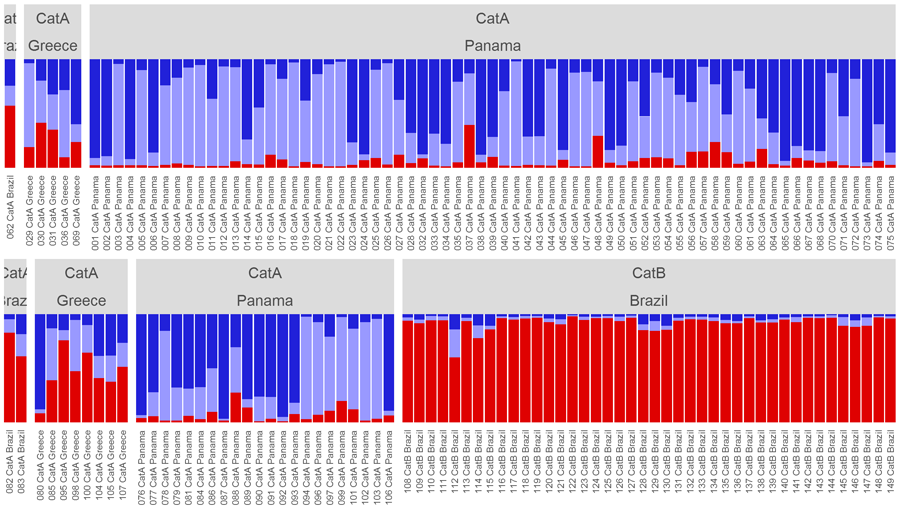 CatA CatA
Greece Panama
062 CatA Brazil
029 CatA Greece
030 CatA Greece
031 CatA Greece
036 CatA Greece
069 CatA Greece
001 CatA Panama
002 CatA Panama
003 CatA Panama
004 CatA Panama
005 CatA Panama
006 CatA Panama
007 CatA Panama
008 CatA Panama
009 CatA Panama
010 CatA Panama
011 CatA Panama
012 CatA Panama
013 CatA Panama
014 CatA Panama
015 CatA Panama
016 CatA Panama
017 CatA Panama
018 CatA Panama
019 CatA Panama
020 CatA Panama
021 CatA Panama
022 CatA Panama
023 CatA Panama
024 CatA Panama
025 CatA Panama
026 CatA Panama
027 CatA Panama
028 CatA Panama
032 CatA Panama
033 CatA Panama
034 CatA Panama
035 CatA Panama
037 CatA Panama
038 CatA Panama
039 CatA Panama
040 CatA Panama
041 CatA Panama
042 CatA Panama
043 CatA Panama
044 CatA Panama
045 CatA Panama
046 CatA Panama
047 CatA Panama
048 CatA Panama
049 CatA Panama
050 CatA Panama
051 CatA Panama
052 CatA Panama
053 CatA Panama
054 CatA Panama
055 CatA Panama
056 CatA Panama
057 CatA Panama
058 CatA Panama
059 CatA Panama
060 CatA Panama
061 CatA Panama
063 CatA Panama
064 CatA Panama
065 CatA Panama
066 CatA Panama
067 CatA Panama
068 CatA Panama
070 CatA Panama
071 CatA Panama
072 CatA Panama
073 CatA Panama
074 CatA Panama
075 CatA Panama
CatA CatA CatB
Greece Panama Brazil
082 CatA Brazil
083 CatA Brazil
080 CatA Greece
085 CatA Greece
095 CatA Greece
098 CatA Greece
100 CatA Greece
104 CatA Greece
105 CatA Greece
107 CatA Greece
076 CatA Panama
077 CatA Panama
078 CatA Panama
079 CatA Panama
081 CatA Panama
084 CatA Panama
086 CatA Panama
087 CatA Panama
088 CatA Panama
089 CatA Panama
090 CatA Panama
091 CatA Panama
092 CatA Panama
093 CatA Panama
094 CatA Panama
096 CatA Panama
097 CatA Panama
099 CatA Panama
101 CatA Panama
102 CatA Panama
103 CatA Panama
106 CatA Panama
108 CatB Brazil
109 CatB Brazil
110 CatB Brazil
111 CatB Brazil
112 CatB Brazil
113 CatB Brazil
114 CatB Brazil
115 CatB Brazil
116 CatB Brazil
117 CatB Brazil
118 CatB Brazil
119 CatB Brazil
120 CatB Brazil
121 CatB Brazil
122 CatB Brazil
123 CatB Brazil
124 CatB Brazil
125 CatB Brazil
126 CatB Brazil
127 CatB Brazil
128 CatB Brazil
129 CatB Brazil
130 CatB Brazil
131 CatB Brazil
132 CatB Brazil
133 CatB Brazil
134 CatB Brazil
135 CatB Brazil
136 CatB Brazil
137 CatB Brazil
138 CatB Brazil
139 CatB Brazil
140 CatB Brazil
141 CatB Brazil
142 CatB Brazil
143 CatB Brazil
144 CatB Brazil
145 CatB Brazil
146 CatB Brazil
147 CatB Brazil
148 CatB Brazil
149 CatB Brazil